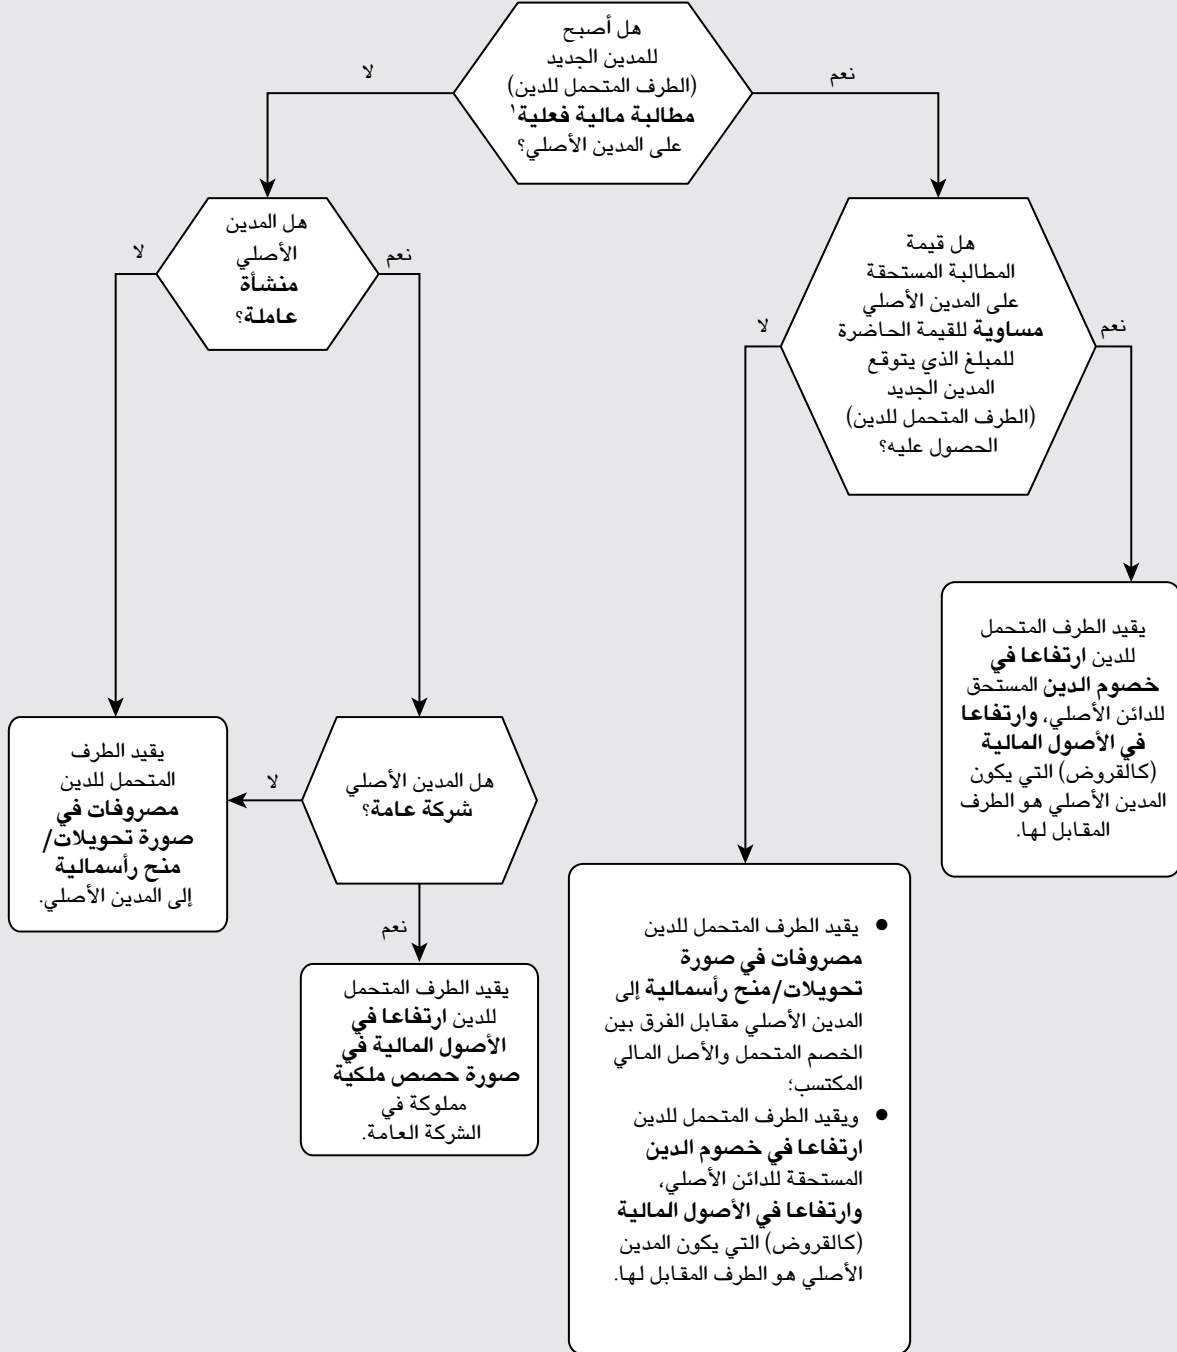 هل أصبح
للمدين الجديد
(الطرف المتحمل للدين)
مطالبة مالية فعلية١
على المدين الأصلي؟
نعم
لا
هل قيمة
المطالبة المستحقة
على المدين الأصلي
مساوية للقيمة الحاضرة
للمبلغ الذي يتوقع
المدين الجديد
(الطرف المتحمل للدين)
الحصول عليه؟
نعم
لا
هل المدين
الأصلي
منشأة
عاملة؟
نعم
لا
يقيد الطرف المتحمل
للدين ارتفاعا في
خصوم الدين المستحق
للدائن الأصلي، وارتفاعا
في الأصول المالية
(كالقروض) التي يكون
المدين الأصلي هو الطرف
المقابل لها.
هل المدين الأصلي
شركة عامة؟
لا
نعم
يقيد الطرف
المتحمل للدين
مصروفات في
صورة تحويلات/
منح رأسمالية
إلى المدين الأصلي.
● يقيد الطرف المتحمل للدين
مصروفات في صورة
تحويلات/منح رأسمالية إلى
المدين الأصلي مقابل الفرق بين
الخصم المتحمل والأصل المالي
المكتسب؛
● ويقيد الطرف المتحمل للدين
ارتفاعا في خصوم الدين
المستحقة للدائن الأصلي،
وارتفاعا في الأصول المالية
(كالقروض) التي يكون المدين
الأصلي هو الطرف المقابل لها.
يقيد الطرف المتحمل
للدين ارتفاعا في
الأصول المالية في
صورة حصص ملكية
مملوكة في
الشركة العامة.